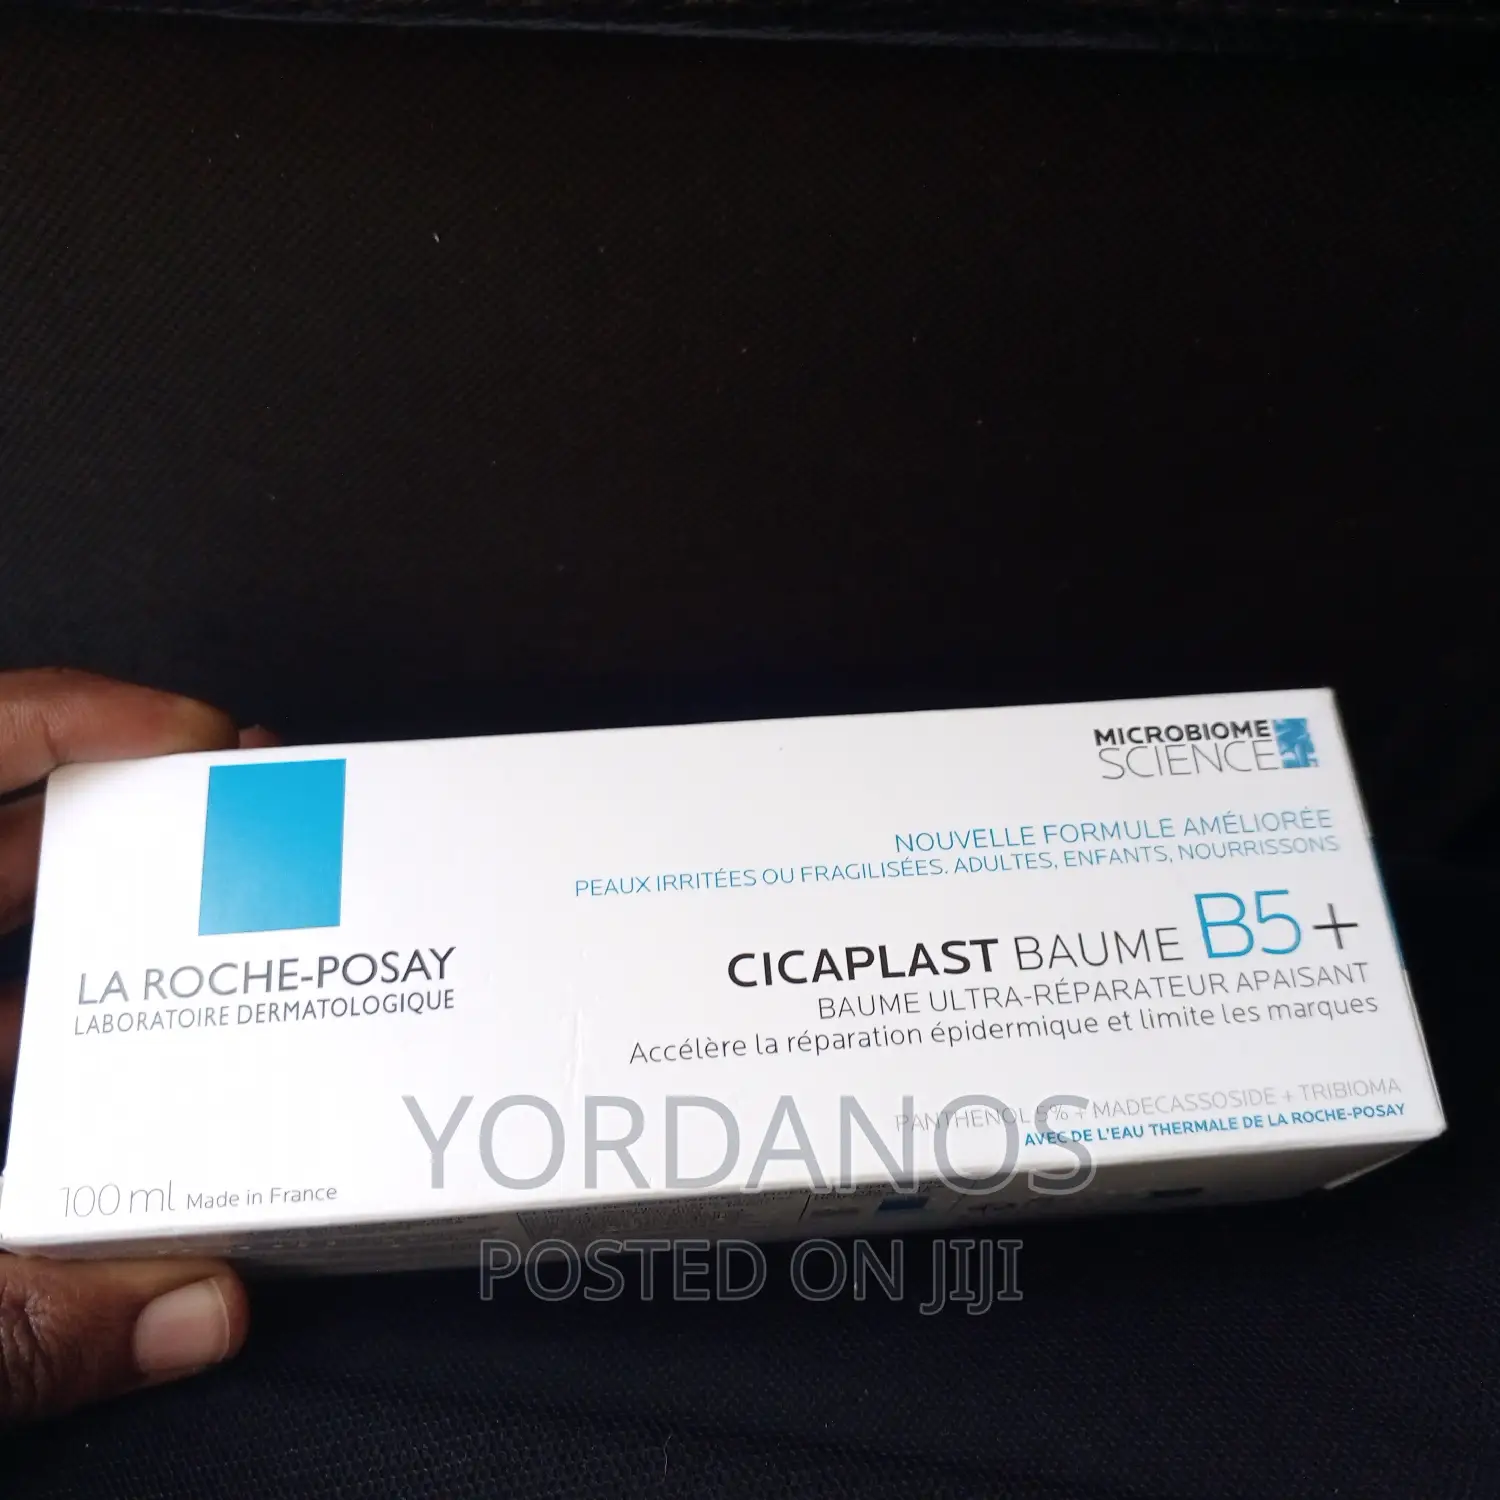 MICROBIOME
SCIENCE
NOUVELLE FORMULE AMÉLIORÉE
PEAUX IRRITÉES OU FRAGILISÉES. ADULTES, ENFANTS, NOURRISSONS
CICAPLAST BAUME B5+
BAUME ULTRA-RÉPARATEUR APAISANT
Accélère la réparation épidermique et limite les marques
PANTHENOL 5% + MADECASSOSIDE + TRIBIOMA
AVEC DE L'EAU THERMALE DE LA ROCHE-POSAY
LA ROCHE-POSAY
LABORATOIRE DERMATOLOGIQUE
100 ml Made in France
YORDANOS
POSTED ON JIJI